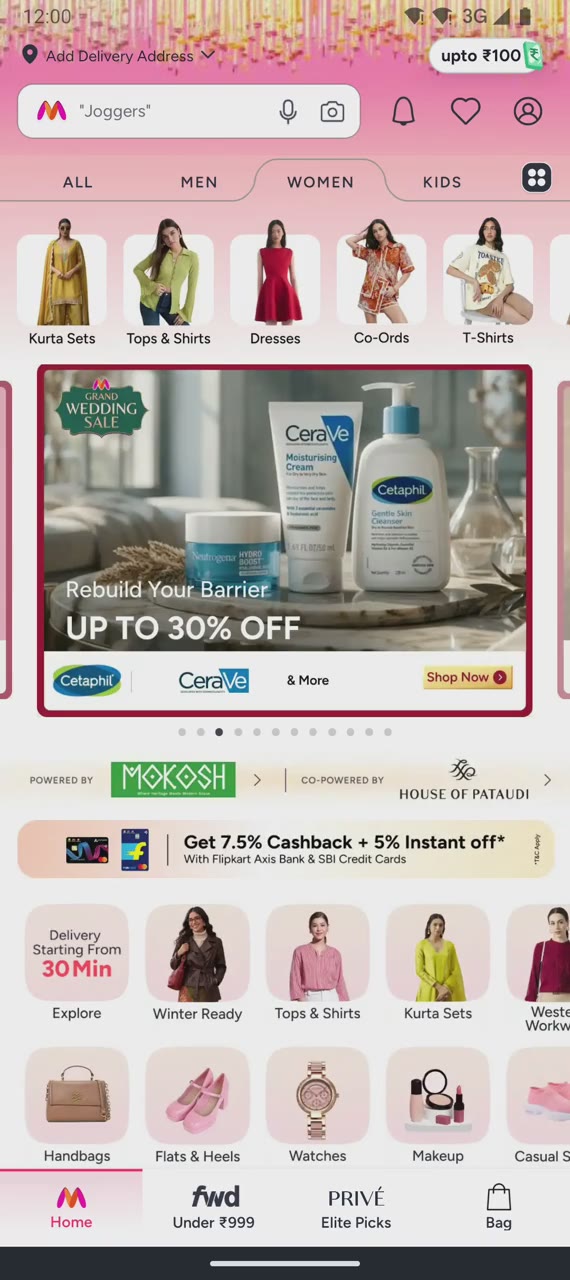 12:00
3G
Add Delivery Address
upto ₹100
"Joggers"
ALL
MEN
WOMEN
KIDS
Kurta Sets
Tops & Shirts
Dresses
Co-Ords
T-Shirts
GRAND
WEDDING
SALE
CeraVe
Moisturising
Cream
Cetaphil
Gentle Skin
Cleanser
Neutrogena
HYDRO
BOOST
Rebuild Your Barrier
UP TO 30% OFF
Cetaphil
CeraVe
& More
Shop Now
POWERED BY
MOKOSH
CO-POWERED BY
HOUSE OF PATAUDI
Get 7.5% Cashback + 5% Instant off*
With Flipkart Axis Bank & SBI Credit Cards
*T&C Apply
Delivery
Starting From
30 Min
Explore
Winter Ready
Tops & Shirts
Kurta Sets
Weste
Workw
Handbags
Flats & Heels
Watches
Makeup
Casual S
Home
fwd
Under ₹999
PRIVÉ
Elite Picks
Bag